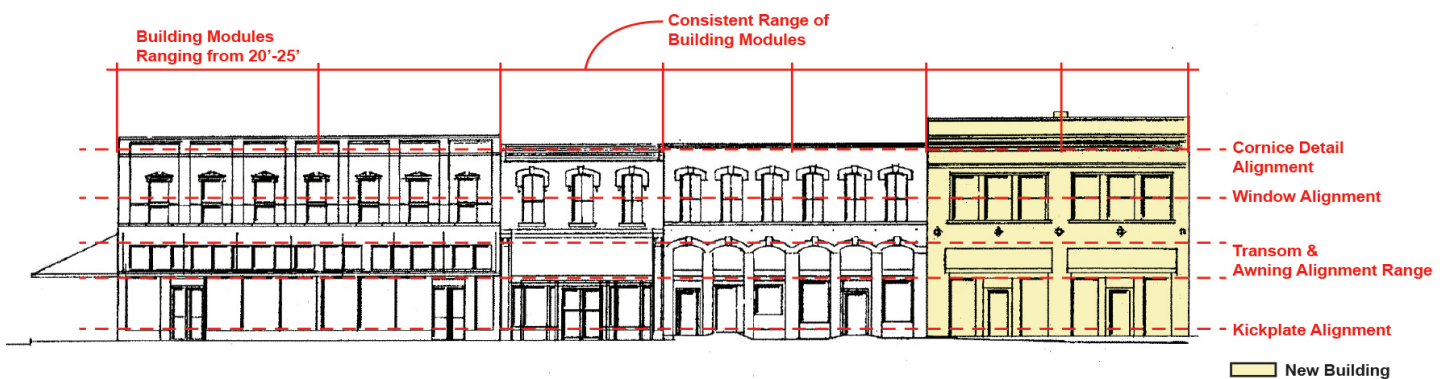 Building Modules
Ranging from 20’-25’
Consistent Range of
Building Modules
Cornice Detail
Alignment
Window Alignment
Transom &
Awning Alignment Range
Kickplate Alignment
New Building